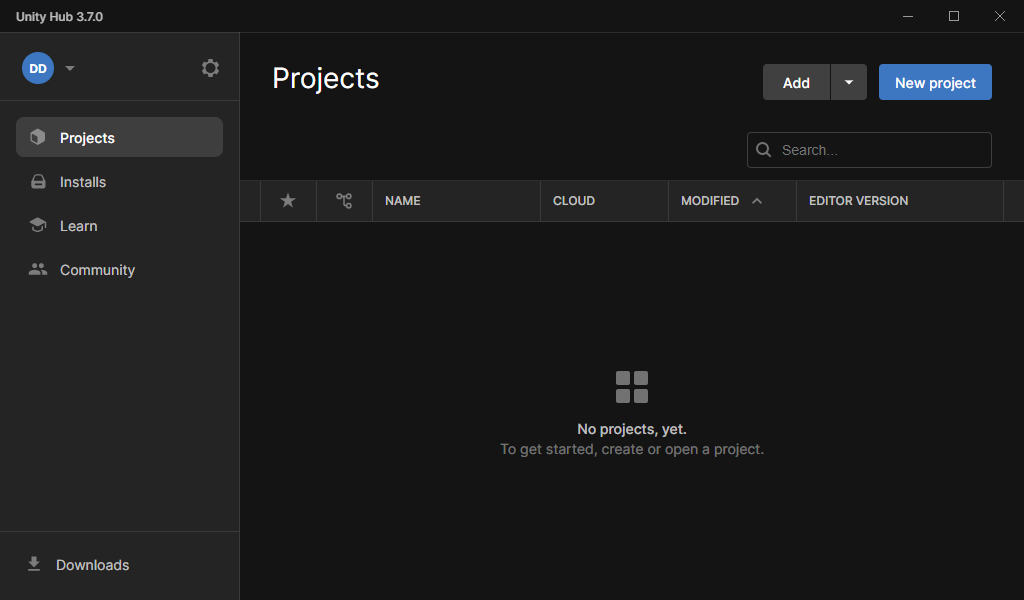 Unity Hub 3.7.0
DD
Projects
Installs
Learn
Community
Downloads
Projects
Add
New project
Search...
NAME CLOUD MODIFIED EDITOR VERSION
No projects, yet.
To get started, create or open a project.